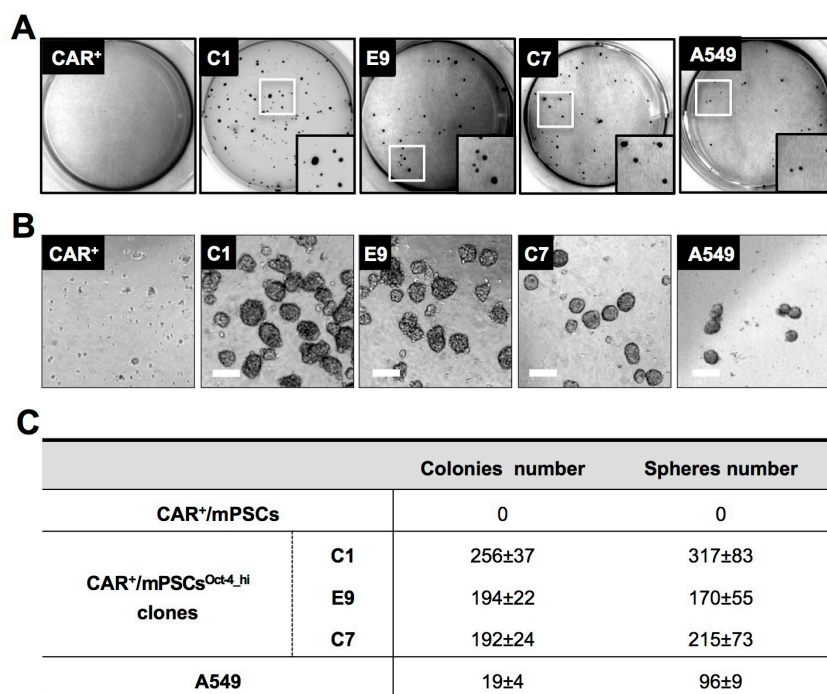 A
CAR⁺ C1 E9 C7 A549
B
CAR⁺ C1 E9 C7 A549
C
Colonies number Spheres number
CAR⁺/mPSCs 0 0
C1 256±37 317±83
CAR⁺/mPSCsᴼᶜᵗ⁻⁴_ʰⁱ
clones
E9 194±22 170±55
C7 192±24 215±73
A549 19±4 96±9